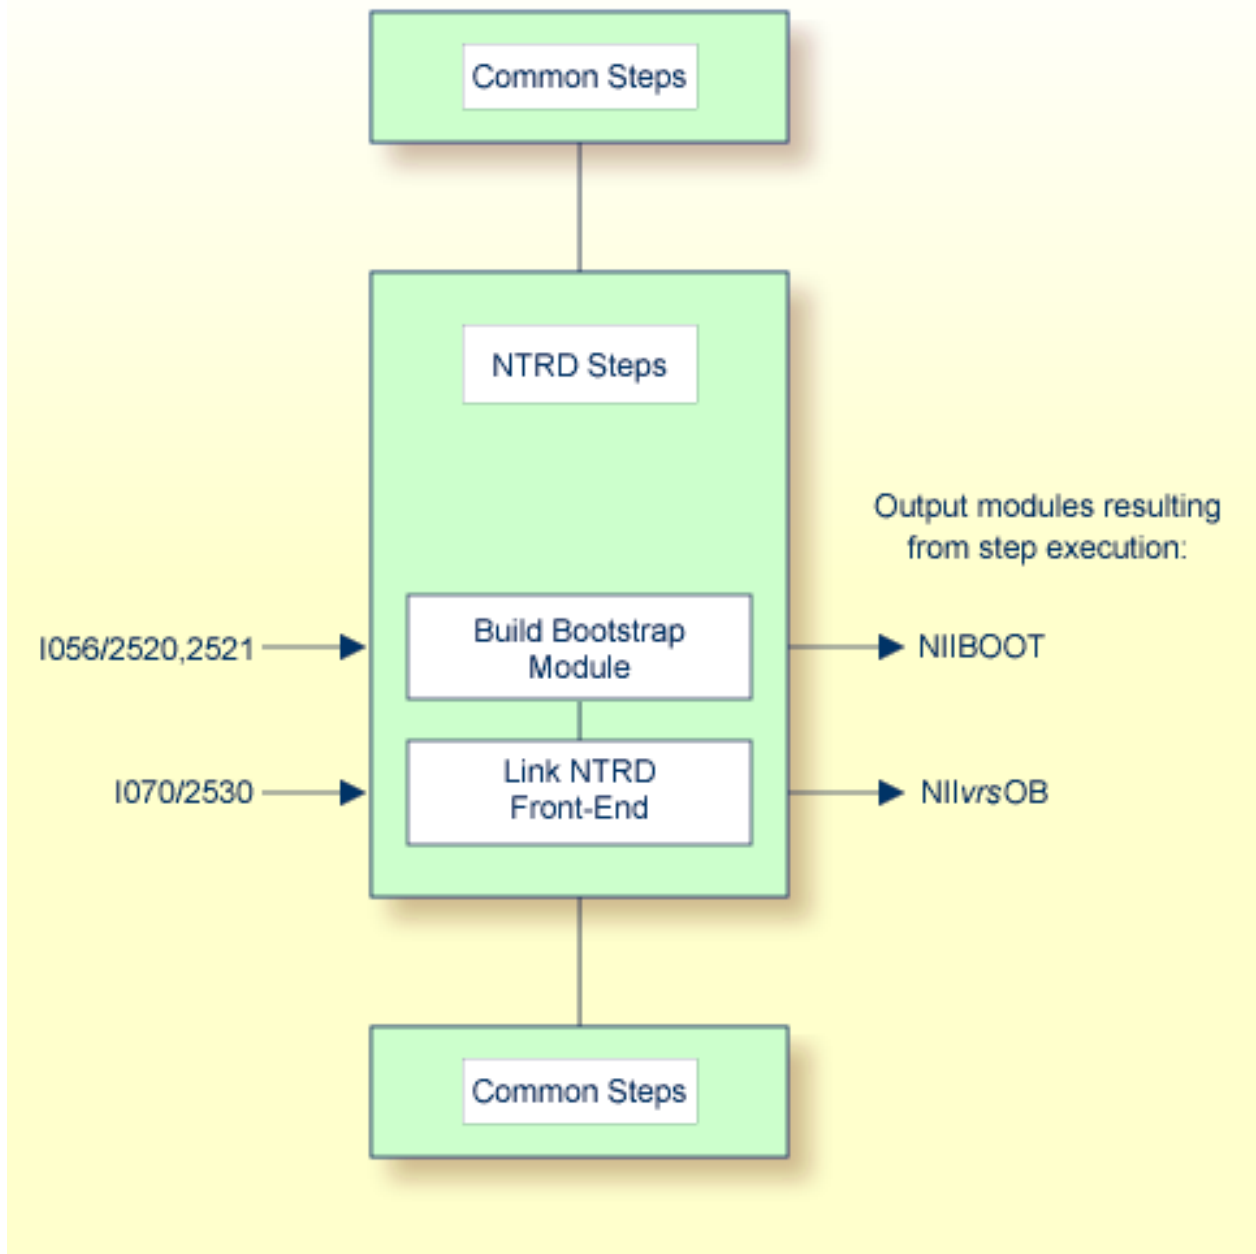 Common Steps
NTRD Steps
Output modules resulting
from step execution:
I056/2520,2521
Build Bootstrap
Module
NIIBOOT
I070/2530
Link NTRD
Front-End
NIIvrsOB
Common Steps